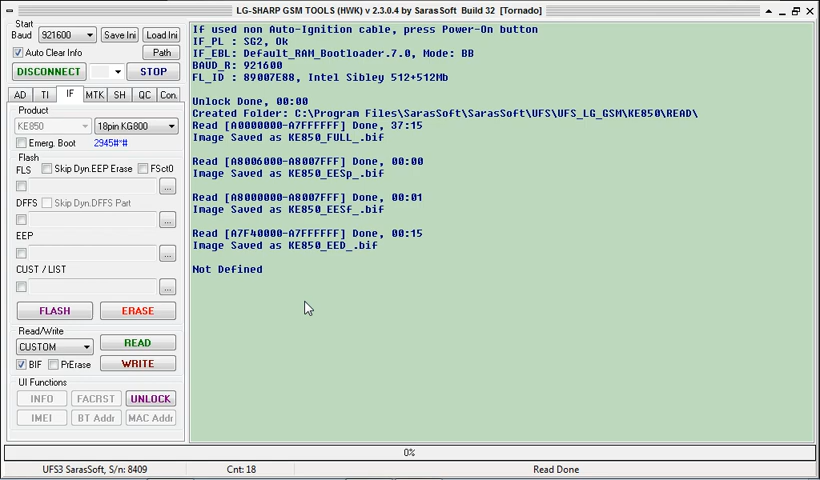 LG-SHARP GSM TOOLS (HWK) v 2.3.0.4 by SarasSoft Build 32 [Tornado]
Start
Baud 921600 Save Ini Load Ini
Auto Clear Info Path
DISCONNECT STOP
AD TI IF MTK SH QC Con.
Product
KE850 18pin KG800
Emerg. Boot 2945#*#
Flash
FLS Skip Dyn.EEP Erase FSct0
...
DFFS Skip Dyn.DFFS Part
...
EEP
...
CUST / LIST
...
FLASH ERASE
Read/Write
CUSTOM READ
BIF PrErase WRITE
UI Functions
INFO FACRST UNLOCK
IMEI BT Addr MAC Addr
If used non Auto-Ignition cable, press Power-On button
IF_PL : SG2, Ok
IF_EBL: Default_RAM_Bootloader.7.0, Mode: BB
BAUD_R: 921600
FL_ID : 89007E88, Intel Sibley 512+512Mb
Unlock Done, 00:00
Created Folder: C:\Program Files\SarasSoft\SarasSoft\UFS\UFS_LG_GSM\KE850\READ\
Read [A0000000-A7FFFFFF] Done, 37:15
Image Saved as KE850_FULL_.bif
Read [A8006000-A8007FFF] Done, 00:00
Image Saved as KE850_EESp_.bif
Read [A8000000-A8007FFF] Done, 00:01
Image Saved as KE850_EESf_.bif
Read [A7F40000-A7FFFFFF] Done, 00:15
Image Saved as KE850_EED_.bif
Not Defined
0%
UFS3 SarasSoft, S/n: 8409 Cnt: 18 Read Done